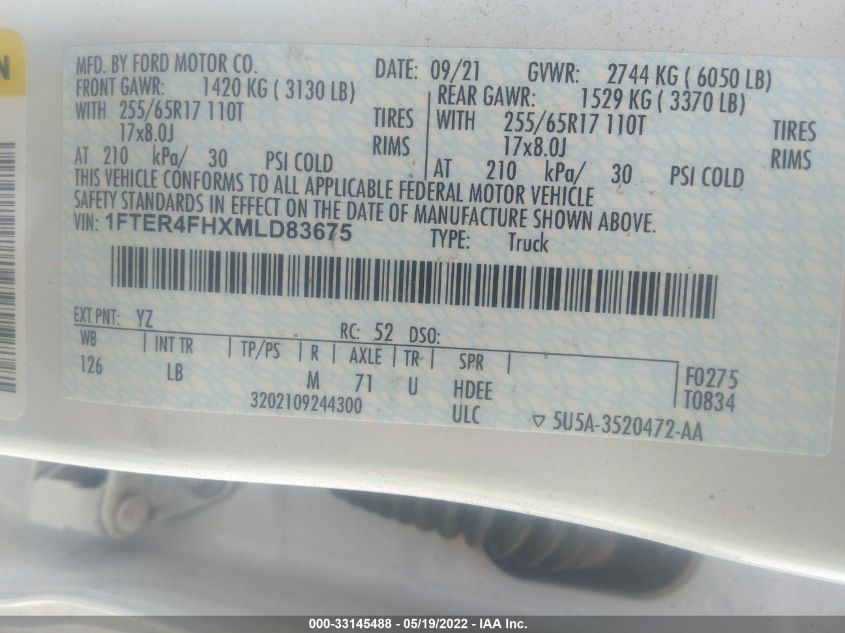 N
MFD. BY FORD MOTOR CO. DATE: 09/21 GVWR: 2744 KG ( 6050 LB)
FRONT GAWR: 1420 KG ( 3130 LB) REAR GAWR: 1529 KG ( 3370 LB)
WITH 255/65R17 110T TIRES WITH 255/65R17 110T TIRES
17x8.0J RIMS 17x8.0J RIMS
AT 210 kPa/ 30 PSI COLD AT 210 kPa/ 30 PSI COLD
THIS VEHICLE CONFORMS TO ALL APPLICABLE FEDERAL MOTOR VEHICLE
SAFETY STANDARDS IN EFFECT ON THE DATE OF MANUFACTURE SHOWN ABOVE.
VIN: 1FTER4FHXMLD83675 TYPE: Truck
EXT PNT: YZ RC: 52 DSO:
WB INT TR TP/PS R AXLE TR SPR
126 LB M 71 U HDEE F0275
3202109244300 ULC T0834
▽ 5U5A-3520472-AA
000-33145488 - 05/19/2022 - IAA Inc.